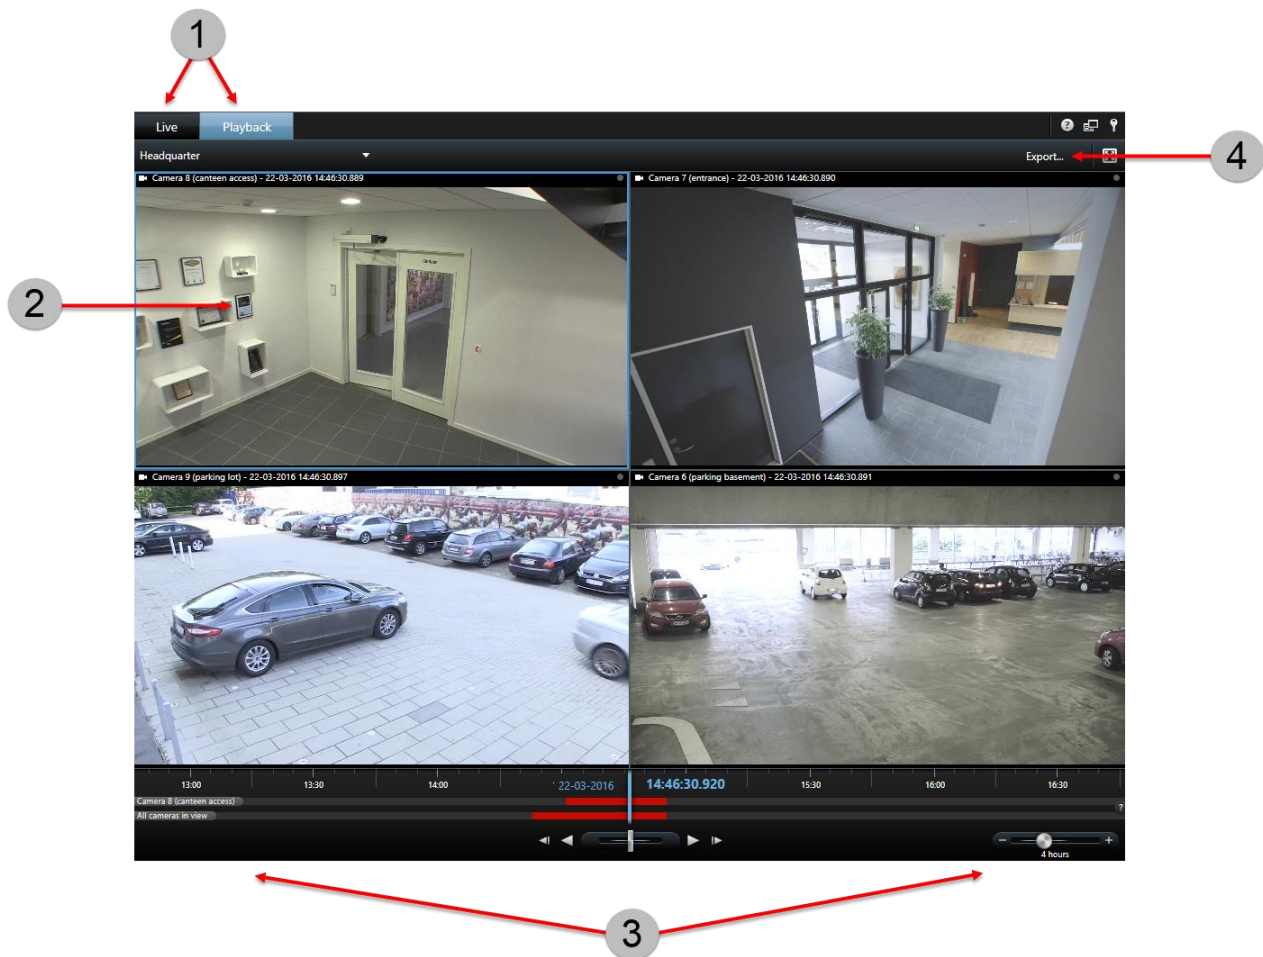 1
Live Playback
Headquarter Export... 4
Camera 8 (canteen access) - 22-03-2016 14:46:30.889 Camera 7 (entrance) - 22-03-2016 14:46:30.890
2
Camera 9 (parking lot) - 22-03-2016 14:46:30.897 Camera 6 (parking basement) - 22-03-2016 14:46:30.891
13:00 13:30 14:00 22-03-2016 14:46:30.920 15:30 16:00 16:30
Camera 8 (canteen access)
All cameras in view
4 hours
3